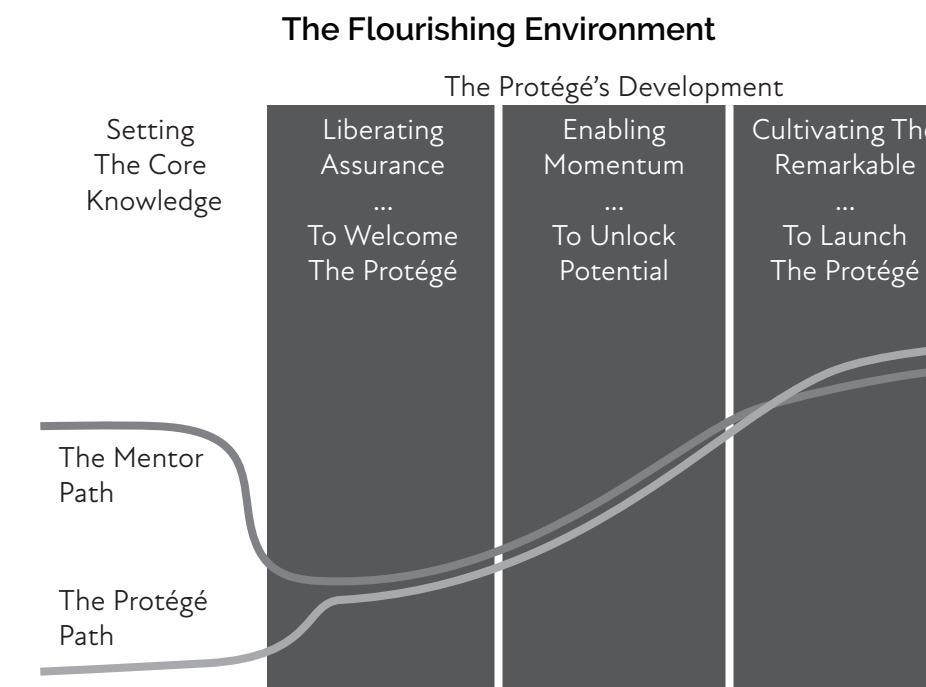 The Flourishing Environment
The Protégé’s Development
Setting
The Core
Knowledge
Liberating
Assurance
...
To Welcome
The Protégé
Enabling
Momentum
...
To Unlock
Potential
Cultivating The
Remarkable
...
To Launch
The Protégé
The Mentor
Path
The Protégé
Path